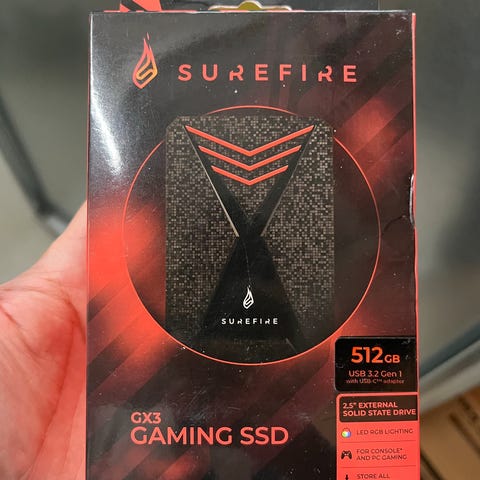 SUREFIRE
SUREFIRE
512GB
USB 3.2 Gen 1
with USB-C™ adaptor
2.5" EXTERNAL
SOLID STATE DRIVE
LED RGB LIGHTING
FOR CONSOLE*
AND PC GAMING
STORE ALL
GX3
GAMING SSD